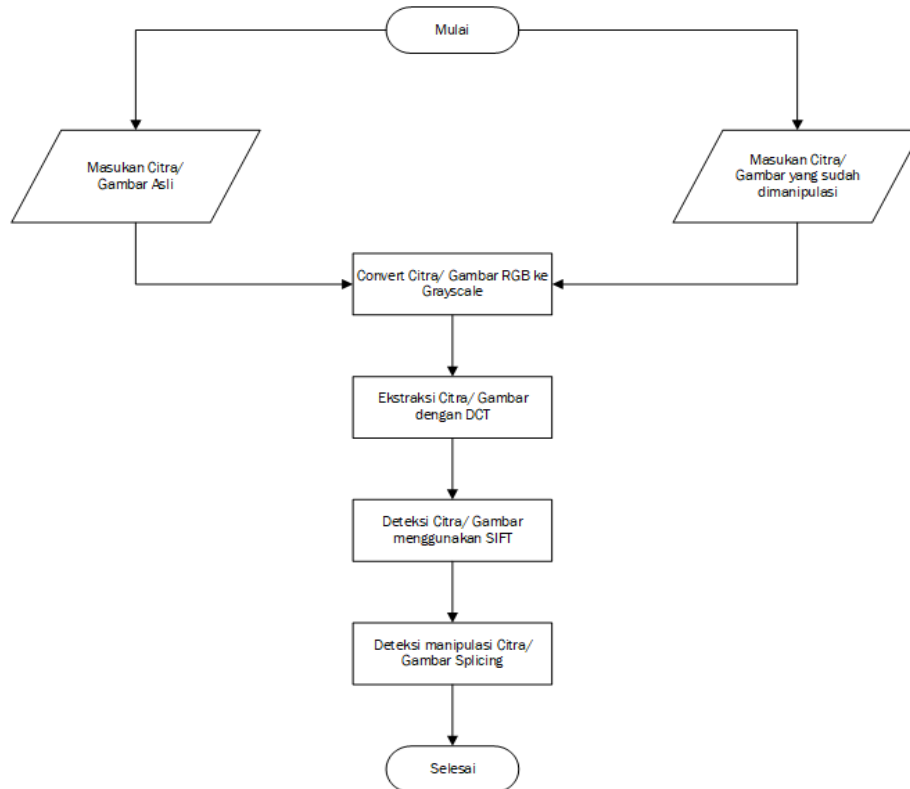 Mulai
Masukan Citra/
Gambar Asli
Masukan Citra/
Gambar yang sudah
dimanipulasi
Convert Citra/ Gambar RGB ke
Grayscale
Ekstraksi Citra/ Gambar
dengan DCT
Deteksi Citra/ Gambar
menggunakan SIFT
Deteksi manipulasi Citra/
Gambar Splicing
Selesai